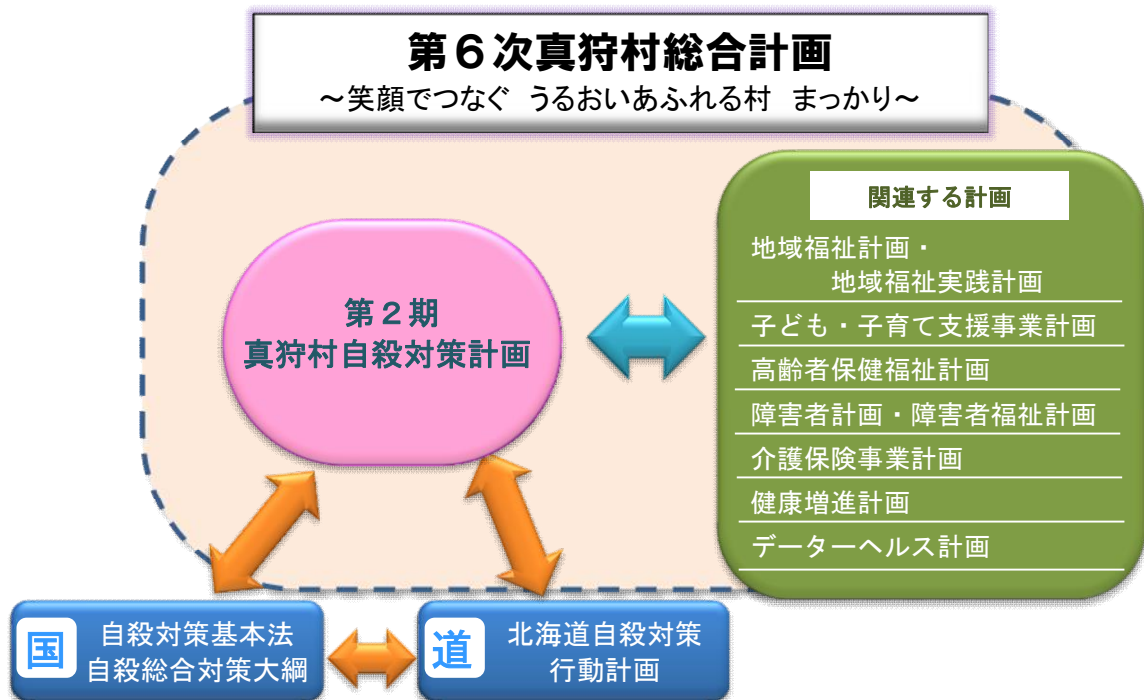 第６次真狩村総合計画
～笑顔でつなぐ　うるおいあふれる村　まっかり～
関連する計画
地域福祉計画・
地域福祉実践計画
子ども・子育て支援事業計画
高齢者保健福祉計画
障害者計画・障害者福祉計画
介護保険事業計画
健康増進計画
データーヘルス計画
第２期
真狩村自殺対策計画
国
自殺対策基本法
自殺総合対策大綱
道
北海道自殺対策
行動計画